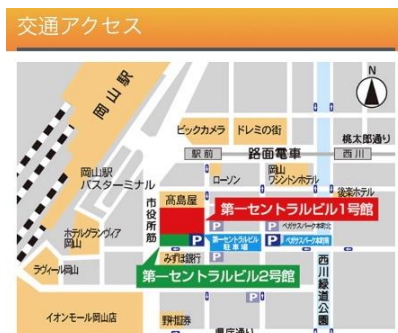 交通アクセス
N
岡山駅
ビックカメラ
ドレミの街
桃太郎通り
駅前
路面電車
西川
岡山駅
バスターミナル
市役所筋
髙島屋
ローソン
岡山
ワシントンホテル
後楽ホテル
第一セントラルビル1号館
P
P
ペガサスパーク本町北
P
第一セントラルビル
駐車場
P
ペガサスパーク本町南
ホテルグランヴィア
岡山
みずほ銀行
P
第一セントラルビル2号館
ラヴィール岡山
西川緑道公園
P
イオンモール岡山店
野村証券
県庁通り